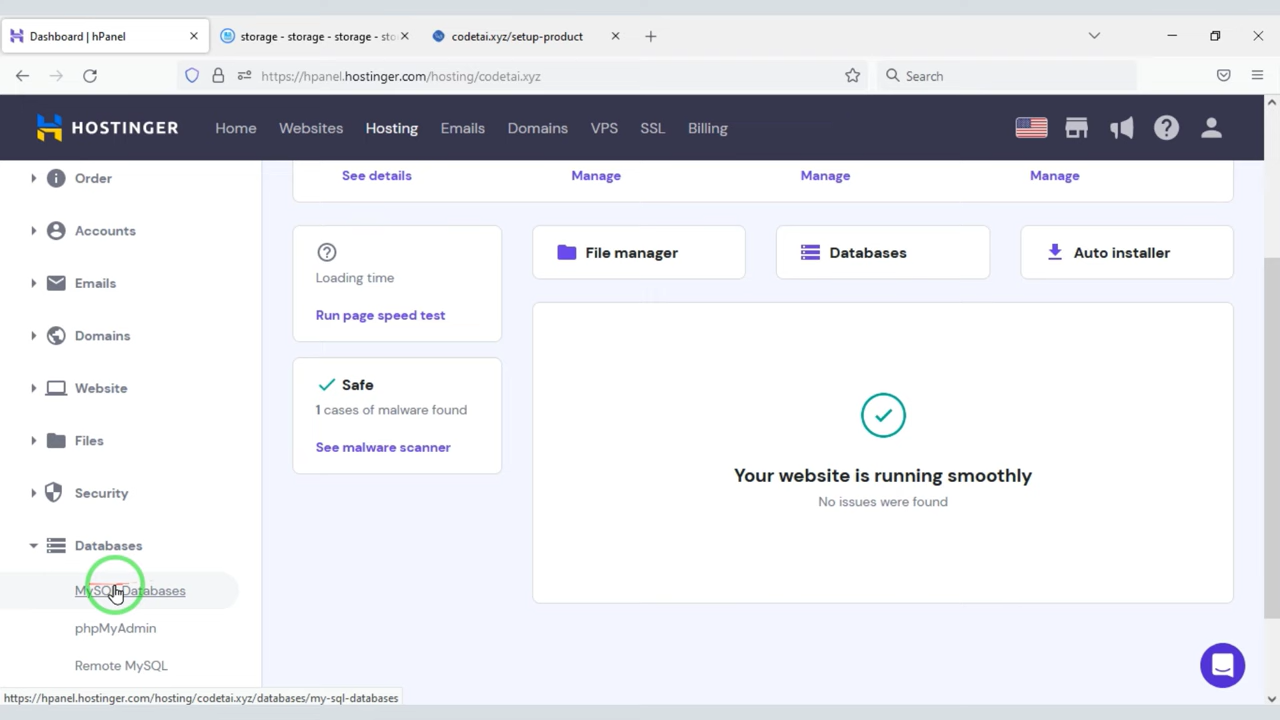 Dashboard | hPanel
storage - storage - storage - sto
codetai.xyz/setup-product
https://hpanel.hostinger.com/hosting/codetai.xyz
Search
HOSTINGER
Home
Websites
Hosting
Emails
Domains
VPS
SSL
Billing
Order
Accounts
Emails
Domains
Website
Files
Security
Databases
MySQL Databases
phpMyAdmin
Remote MySQL
See details
Manage
Manage
Manage
Loading time
Run page speed test
File manager
Databases
Auto installer
Safe
1 cases of malware found
See malware scanner
Your website is running smoothly
No issues were found
https://hpanel.hostinger.com/hosting/codetai.xyz/databases/my-sql-databases